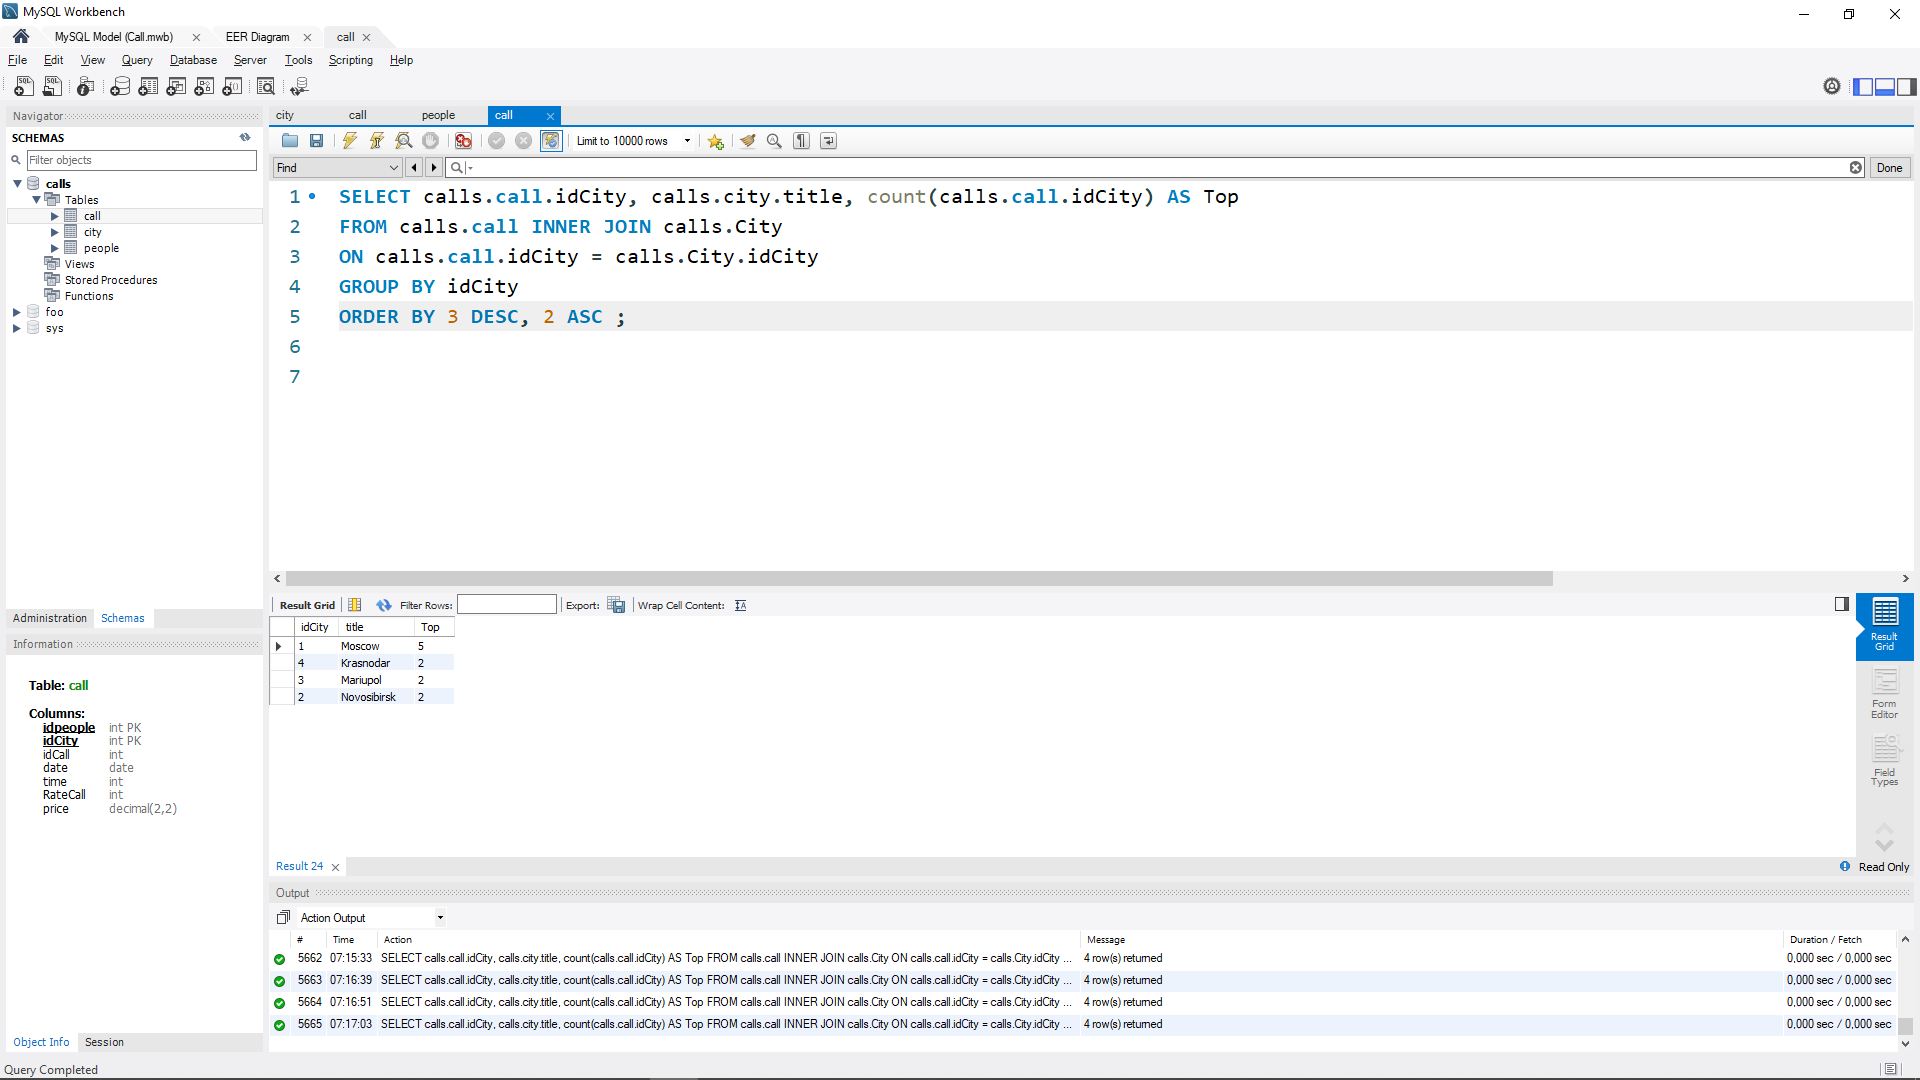 MySQL Workbench
MySQL Model (Call.mwb)
EER Diagram
call
File Edit View Query Database Server Tools Scripting Help
Navigator
SCHEMAS
Filter objects
calls
Tables
call
city
people
Views
Stored Procedures
Functions
foo
sys
Administration Schemas
Information
Table: call
Columns:
idpeople int PK
idCity int PK
idCall int
date date
time int
RateCall int
price decimal(2,2)
Object Info Session
city call people call
Limit to 10000 rows
Find
Done
1 SELECT calls.call.idCity, calls.city.title, count(calls.call.idCity) AS Top
2 FROM calls.call INNER JOIN calls.City
3 ON calls.call.idCity = calls.City.idCity
4 GROUP BY idCity
5 ORDER BY 3 DESC, 2 ASC ;
6
7
Result Grid Filter Rows: Export: Wrap Cell Content:
idCity title Top
1 Moscow 5
4 Krasnodar 2
3 Mariupol 2
2 Novosibirsk 2
Result Grid
Form Editor
Field Types
Result 24
Read Only
Output
Action Output
# Time Action Message Duration / Fetch
5662 07:15:33 SELECT calls.call.idCity, calls.city.title, count(calls.call.idCity) AS Top FROM calls.call INNER JOIN calls.City ON calls.call.idCity = calls.City.idCity ... 4 row(s) returned 0,000 sec / 0,000 sec
5663 07:16:39 SELECT calls.call.idCity, calls.city.title, count(calls.call.idCity) AS Top FROM calls.call INNER JOIN calls.City ON calls.call.idCity = calls.City.idCity ... 4 row(s) returned 0,000 sec / 0,000 sec
5664 07:16:51 SELECT calls.call.idCity, calls.city.title, count(calls.call.idCity) AS Top FROM calls.call INNER JOIN calls.City ON calls.call.idCity = calls.City.idCity ... 4 row(s) returned 0,000 sec / 0,000 sec
5665 07:17:03 SELECT calls.call.idCity, calls.city.title, count(calls.call.idCity) AS Top FROM calls.call INNER JOIN calls.City ON calls.call.idCity = calls.City.idCity ... 4 row(s) returned 0,000 sec / 0,000 sec
Query Completed